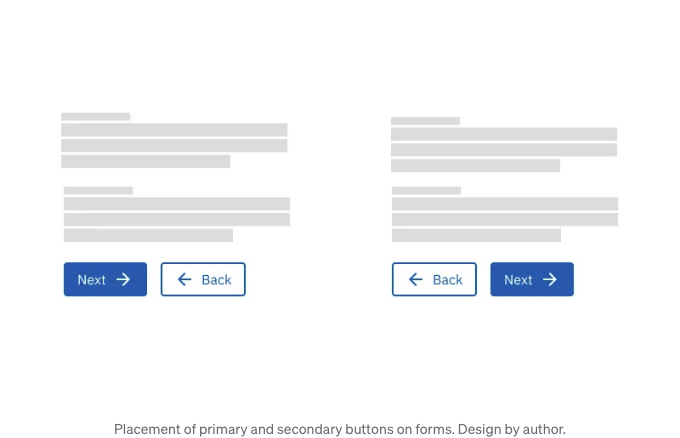 Next
Back
Back
Next
Placement of primary and secondary buttons on forms. Design by author.